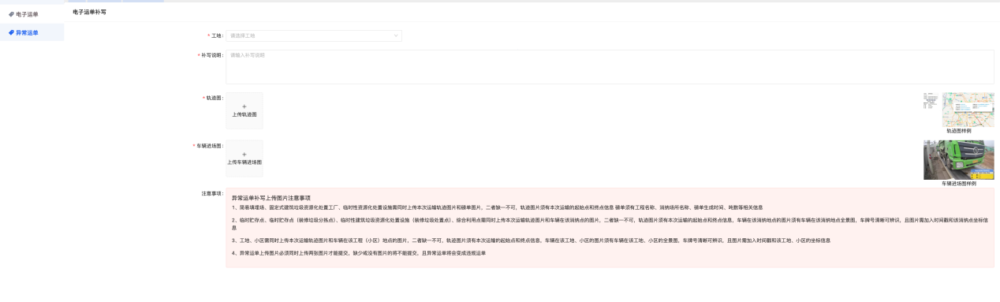 电子运单
异常运单
电子运单补写
* 工地:
请选择工地
* 补写说明:
请输入补写说明
* 轨迹图:
+
上传轨迹图
轨迹图样例
* 车辆进场图:
+
上传车辆进场图
车辆进场图样例
注意事项:
异常运单补写上传图片注意事项
1、简易填埋场、固定式建筑垃圾资源化处置工厂、临时性资源化处置设施需同时上传本次运输轨迹图片和磅单图片，二者缺一不可，轨迹图片须有本次运输的起始点和终点信息 磅单须有工程名称、消纳场所名称、磅单生成时间、吨数等相关信息
2、临时贮存点、临时贮存点（装修垃圾分拣点）、临时性建筑垃圾资源化处置设施（装修垃圾处置点）、综合利用点需同时上传本次运输轨迹图片和车辆在该消纳点的图片，二者缺一不可，轨迹图片须有本次运输的起始点和终点信息，车辆在该消纳地点的图片须有车辆在该消纳地点全景图，车牌号清晰可辨识，且图片需加入时间戳和该消纳点坐标信
息
3、工地、小区需同时上传本次运输轨迹图片和车辆在该工程（小区）地点的图片，二者缺一不可，轨迹图片须有本次运输的起始点和终点信息，车辆在该工地、小区的图片须有车辆在该工地、小区的全景图，车牌号清晰可辨识，且图片需加入时间戳和该工地、小区的坐标信息
4、异常运单上传图片必须同时上传两张图片才能提交，缺少或没有图片的将不能提交，且异常运单将会变成违规运单